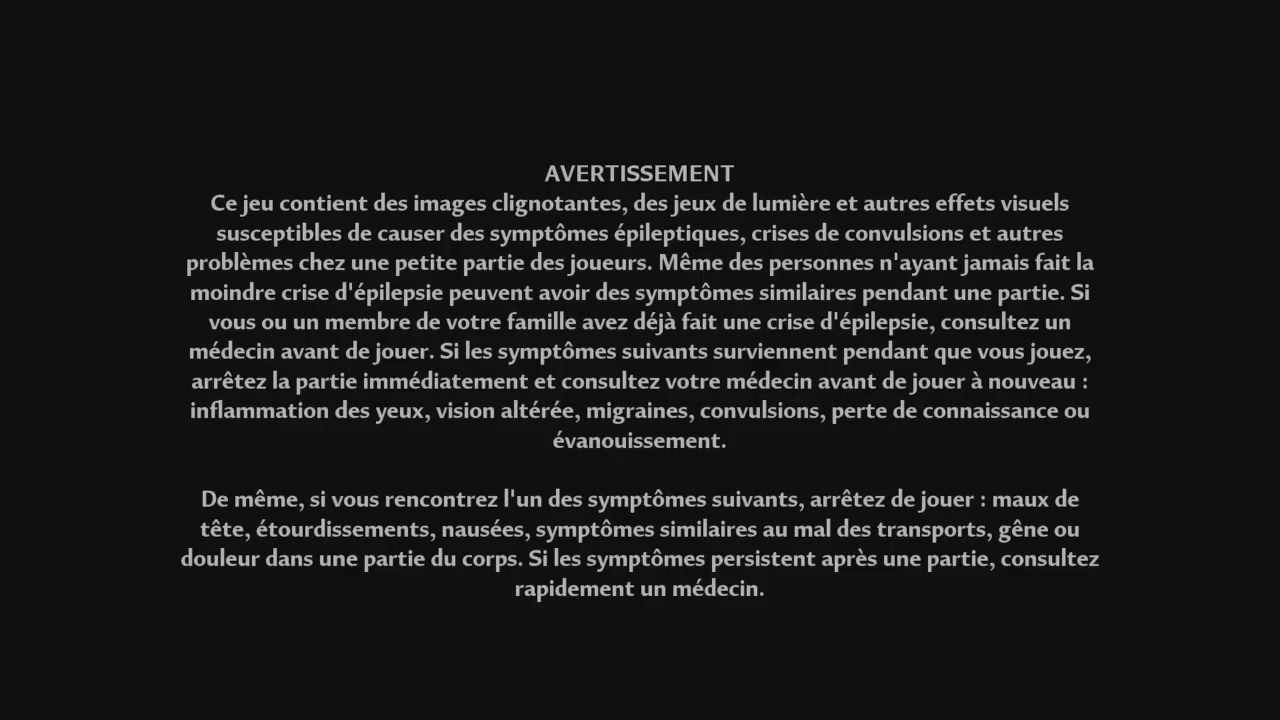 AVERTISSEMENT
Ce jeu contient des images clignotantes, des jeux de lumière et autres effets visuels
susceptibles de causer des symptômes épileptiques, crises de convulsions et autres
problèmes chez une petite partie des joueurs. Même des personnes n'ayant jamais fait la
moindre crise d'épilepsie peuvent avoir des symptômes similaires pendant une partie. Si
vous ou un membre de votre famille avez déjà fait une crise d'épilepsie, consultez un
médecin avant de jouer. Si les symptômes suivants surviennent pendant que vous jouez,
arrêtez la partie immédiatement et consultez votre médecin avant de jouer à nouveau :
inflammation des yeux, vision altérée, migraines, convulsions, perte de connaissance ou
évanouissement.
De même, si vous rencontrez l'un des symptômes suivants, arrêtez de jouer : maux de
tête, étourdissements, nausées, symptômes similaires au mal des transports, gêne ou
douleur dans une partie du corps. Si les symptômes persistent après une partie, consultez
rapidement un médecin.